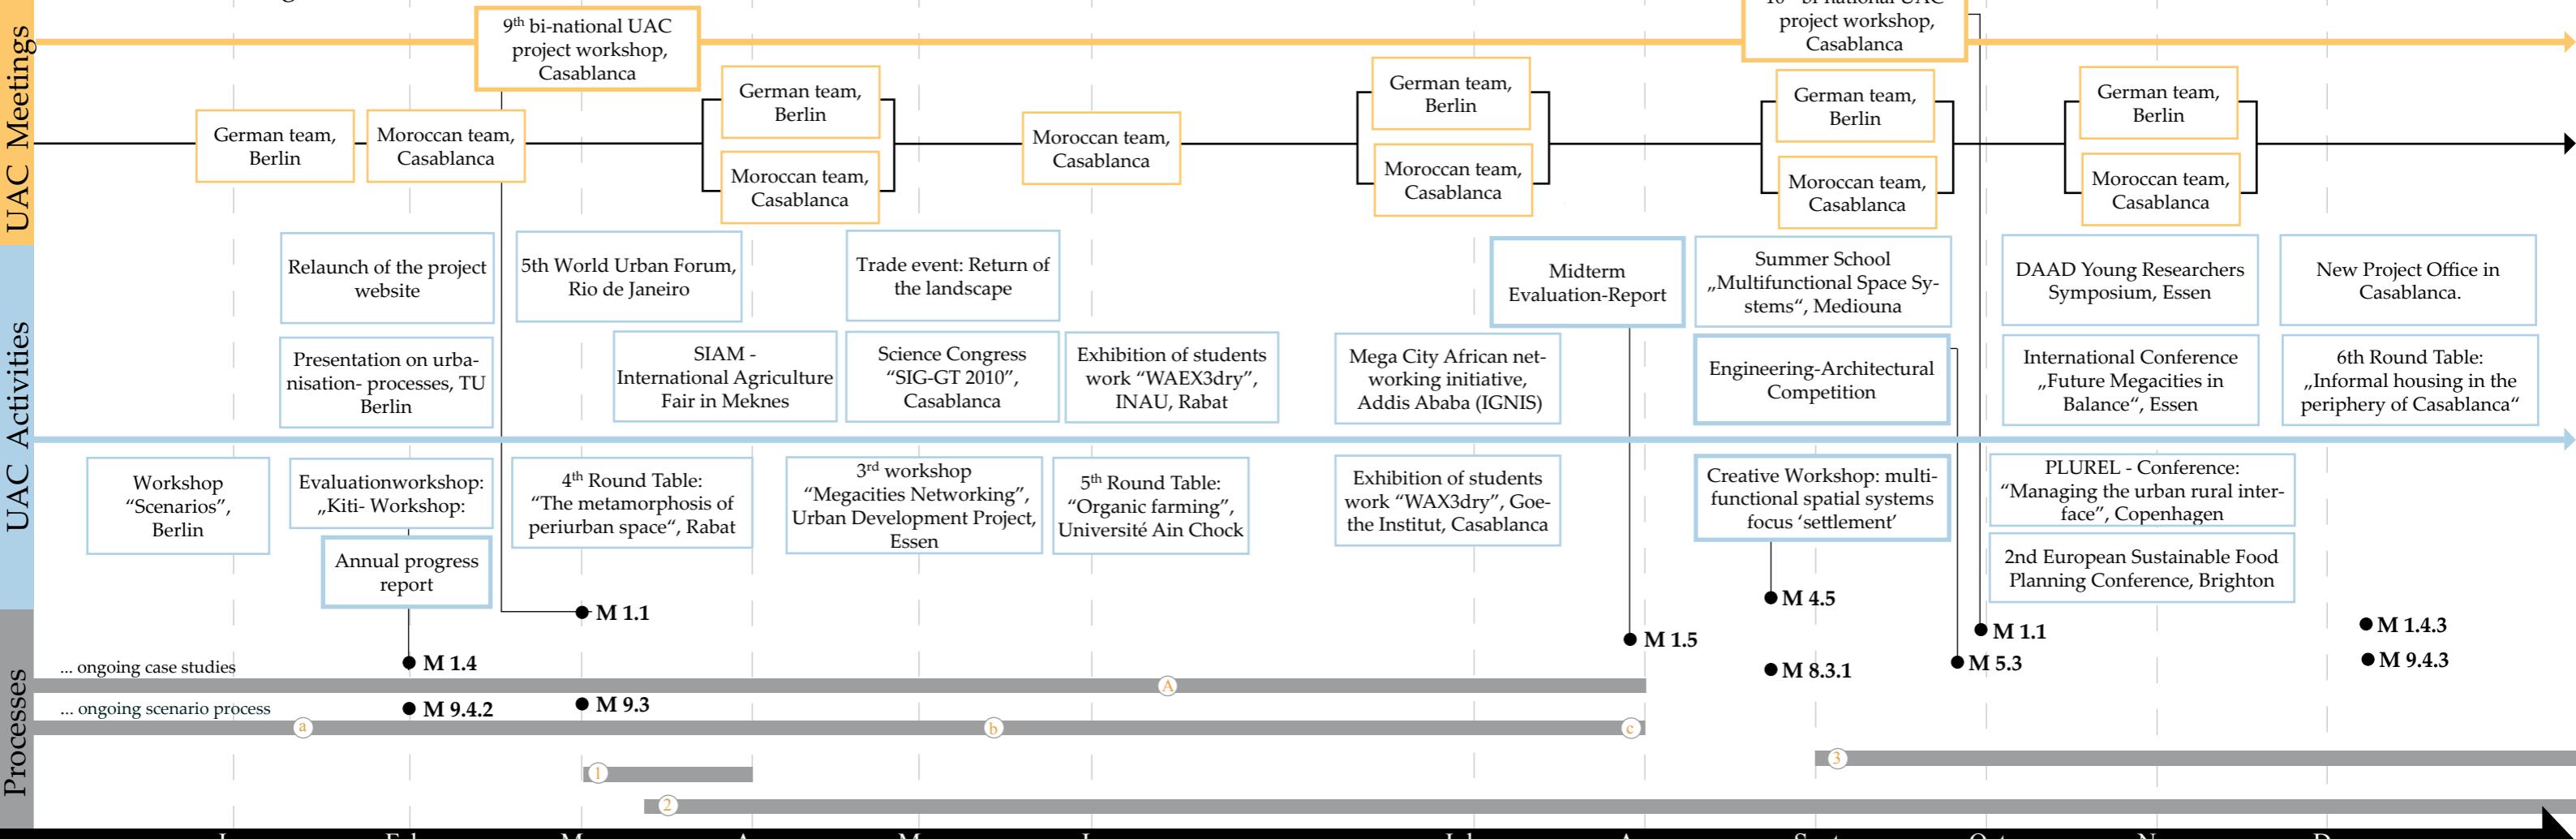 UAC Meetings
9th bi-national UAC
project workshop,
Casablanca
project workshop,
Casablanca
German team,
Berlin
Moroccan team,
Casablanca
German team,
Berlin
Moroccan team,
Casablanca
Moroccan team,
Casablanca
German team,
Berlin
Moroccan team,
Casablanca
German team,
Berlin
Moroccan team,
Casablanca
German team,
Berlin
Moroccan team,
Casablanca
UAC Activities
Relaunch of the project
website
5th World Urban Forum,
Rio de Janeiro
Trade event: Return of
the landscape
Midterm
Evaluation-Report
Summer School
„Multifunctional Space Sy-
stems“, Mediouna
DAAD Young Researchers
Symposium, Essen
New Project Office in
Casablanca.
Presentation on urba-
nisation- processes, TU
Berlin
SIAM -
International Agriculture
Fair in Meknes
Science Congress
“SIG-GT 2010”,
Casablanca
Exhibition of students
work “WAEX3dry”,
INAU, Rabat
Mega City African net-
working initiative,
Addis Ababa (IGNIS)
Engineering-Architectural
Competition
International Conference
„Future Megacities in
Balance“, Essen
6th Round Table:
„Informal housing in the
periphery of Casablanca“
Workshop
“Scenarios”,
Berlin
Evaluationworkshop:
„Kiti- Workshop:
Annual progress
report
4th Round Table:
“The metamorphosis of
periurban space“, Rabat
3rd workshop
“Megacities Networking”,
Urban Development Project,
Essen
5th Round Table:
“Organic farming”,
Université Ain Chock
Exhibition of students
work “WAX3dry”, Goe-
the Institut, Casablanca
Creative Workshop: multi-
functional spatial systems
focus ‘settlement’
PLUREL - Conference:
“Managing the urban rural inter-
face”, Copenhagen
2nd European Sustainable Food
Planning Conference, Brighton
Processes
M 1.1
M 4.5
M 1.5
M 1.1
M 1.4.3
M 1.4
M 8.3.1
M 5.3
M 9.4.3
... ongoing case studies
A
... ongoing scenario process
M 9.4.2
M 9.3
a
b
c
3
1
2